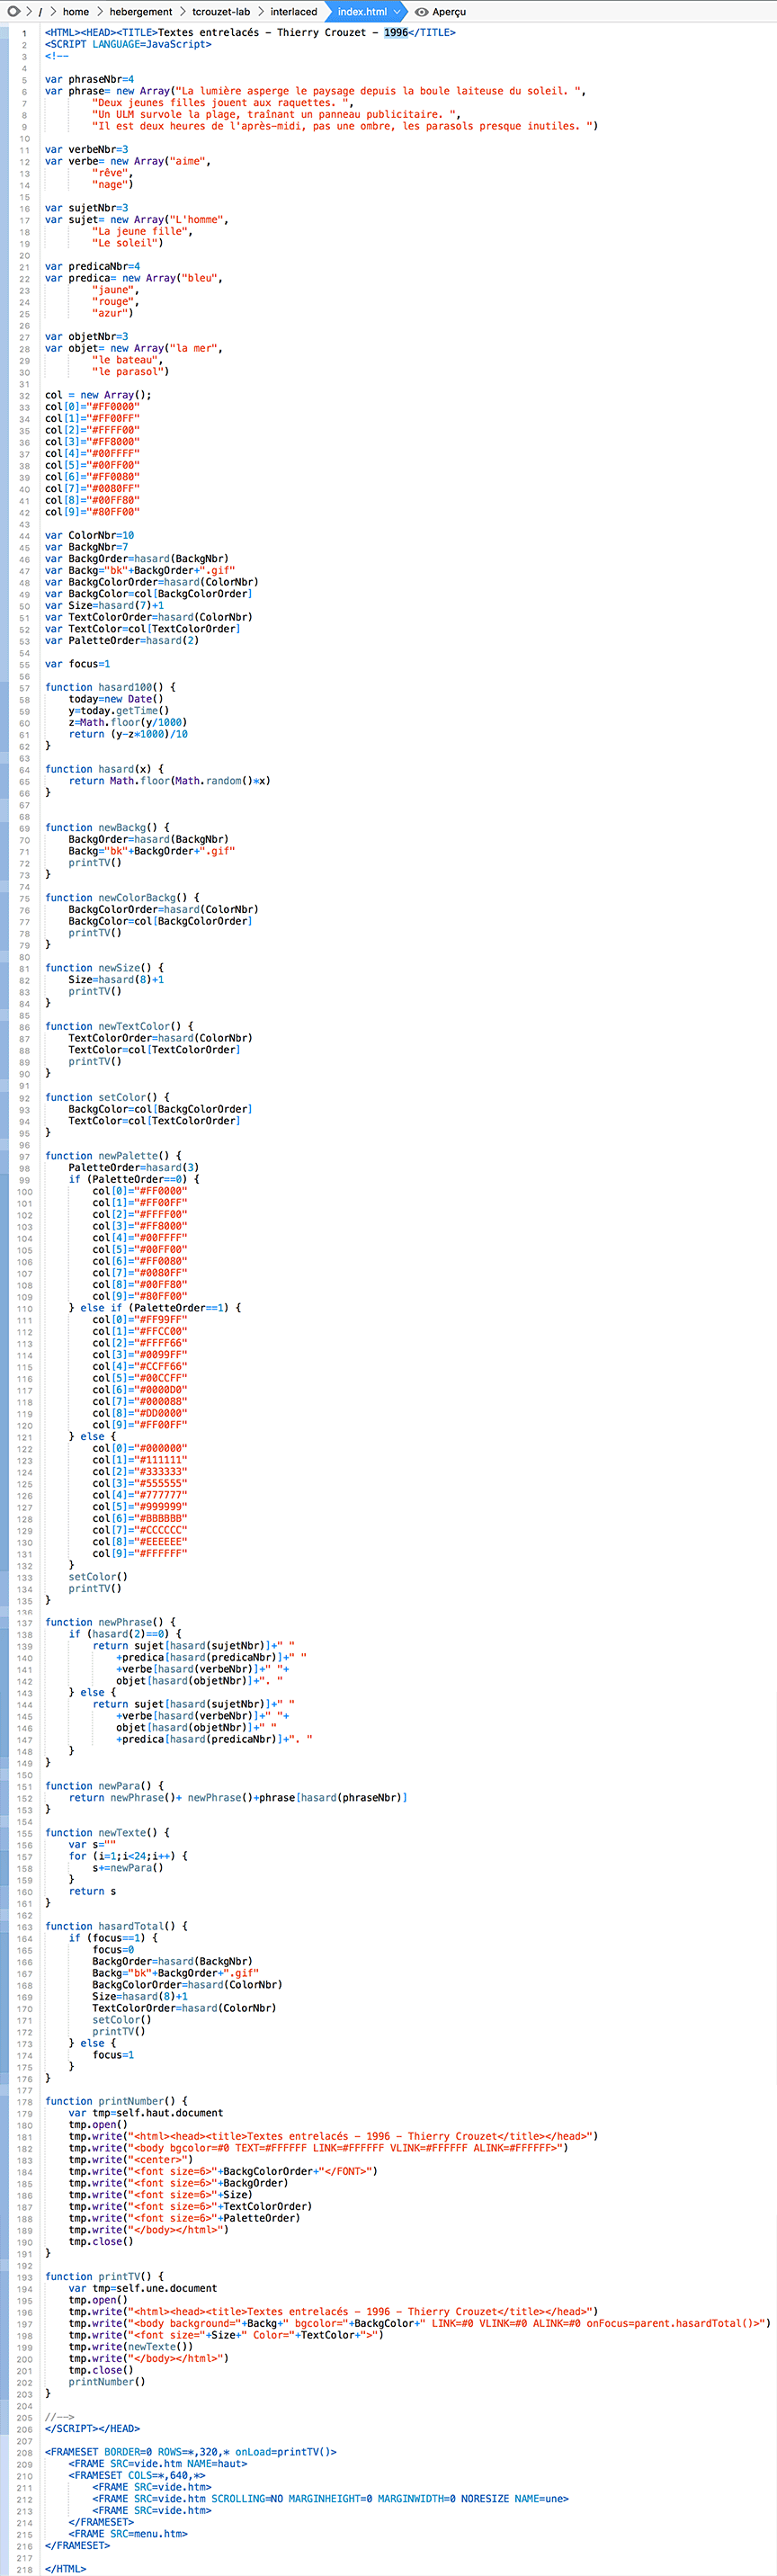 / > home > hebergement > tcrouzet-lab > interlaced index.html Aperçu
1 <HTML><HEAD><TITLE>Textes entrelacés - Thierry Crouzet - 1996</TITLE>
2 <SCRIPT LANGUAGE=JavaScript>
3 <!--
4
5 var phraseNbr=4
6 var phrase= new Array("La lumière asperge le paysage depuis la boule laiteuse du soleil. ",
7 "Deux jeunes filles jouent aux raquettes. ",
8 "Un ULM survole la plage, traînant un panneau publicitaire. ",
9 "Il est deux heures de l'après-midi, pas une ombre, les parasols presque inutiles. ")
10
11 var verbeNbr=3
12 var verbe= new Array("aime",
13 "rêve",
14 "nage")
15
16 var sujetNbr=3
17 var sujet= new Array("L'homme",
18 "La jeune fille",
19 "Le soleil")
20
21 var predicaNbr=4
22 var predica= new Array("bleu",
23 "jaune",
24 "rouge",
25 "azur")
26
27 var objetNbr=3
28 var objet= new Array("la mer",
29 "le bateau",
30 "le parasol")
31
32 col = new Array();
33 col[0]="#FF0000"
34 col[1]="#FF00FF"
35 col[2]="#FFFF00"
36 col[3]="#FF8000"
37 col[4]="#00FFFF"
38 col[5]="#00FF00"
39 col[6]="#FF0080"
40 col[7]="#0080FF"
41 col[8]="#00FF80"
42 col[9]="#80FF00"
43
44 var ColorNbr=10
45 var BackgNbr=7
46 var BackgOrder=hasard(BackgNbr)
47 var Backg="bk"+BackgOrder+".gif"
48 var BackgColorOrder=hasard(ColorNbr)
49 var BackgColor=col[BackgColorOrder]
50 var Size=hasard(7)+1
51 var TextColorOrder=hasard(ColorNbr)
52 var TextColor=col[TextColorOrder]
53 var PaletteOrder=hasard(2)
54
55 var focus=1
56
57 function hasard100() {
58 today=new Date()
59 y=today.getTime()
60 z=Math.floor(y/1000)
61 return (y-z*1000)/10
62 }
63
64 function hasard(x) {
65 return Math.floor(Math.random()*x)
66 }
67
68
69 function newBackg() {
70 BackgOrder=hasard(BackgNbr)
71 Backg="bk"+BackgOrder+".gif"
72 printTV()
73 }
74
75 function newColorBackg() {
76 BackgColorOrder=hasard(ColorNbr)
77 BackgColor=col[BackgColorOrder]
78 printTV()
79 }
80
81 function newSize() {
82 Size=hasard(8)+1
83 printTV()
84 }
85
86 function newTextColor() {
87 TextColorOrder=hasard(ColorNbr)
88 TextColor=col[TextColorOrder]
89 printTV()
90 }
91
92 function setColor() {
93 BackgColor=col[BackgColorOrder]
94 TextColor=col[TextColorOrder]
95 }
96
97 function newPalette() {
98 PaletteOrder=hasard(3)
99 if (PaletteOrder==0) {
100 col[0]="#FF0000"
101 col[1]="#FF00FF"
102 col[2]="#FFFF00"
103 col[3]="#FF8000"
104 col[4]="#00FFFF"
105 col[5]="#00FF00"
106 col[6]="#FF0080"
107 col[7]="#0080FF"
108 col[8]="#00FF80"
109 col[9]="#80FF00"
110 } else if (PaletteOrder==1) {
111 col[0]="#FF99FF"
112 col[1]="#FFCC00"
113 col[2]="#FFFF66"
114 col[3]="#0099FF"
115 col[4]="#CCFF66"
116 col[5]="#00CCFF"
117 col[6]="#0000D0"
118 col[7]="#000088"
119 col[8]="#DD0000"
120 col[9]="#FF00FF"
121 } else {
122 col[0]="#000000"
123 col[1]="#111111"
124 col[2]="#333333"
125 col[3]="#555555"
126 col[4]="#777777"
127 col[5]="#999999"
128 col[6]="#BBBBBB"
129 col[7]="#CCCCCC"
130 col[8]="#EEEEEE"
131 col[9]="#FFFFFF"
132 }
133 setColor()
134 printTV()
135 }
136
137 function newPhrase() {
138 if (hasard(2)==0) {
139 return sujet[hasard(sujetNbr)]+" "
140 +predica[hasard(predicaNbr)]+" "
141 +verbe[hasard(verbeNbr)]+" "+
142 objet[hasard(objetNbr)]+". "
143 } else {
144 return sujet[hasard(sujetNbr)]+" "
145 +verbe[hasard(verbeNbr)]+" "+
146 objet[hasard(objetNbr)]+" "
147 +predica[hasard(predicaNbr)]+". "
148 }
149 }
150
151 function newPara() {
152 return newPhrase()+ newPhrase()+phrase[hasard(phraseNbr)]
153 }
154
155 function newTexte() {
156 var s=""
157 for (i=1;i<24;i++) {
158 s+=newPara()
159 }
160 return s
161 }
162
163 function hasardTotal() {
164 if (focus==1) {
165 focus=0
166 BackgOrder=hasard(BackgNbr)
167 Backg="bk"+BackgOrder+".gif"
168 BackgColorOrder=hasard(ColorNbr)
169 Size=hasard(8)+1
170 TextColorOrder=hasard(ColorNbr)
171 setColor()
172 printTV()
173 } else {
174 focus=1
175 }
176 }
177
178 function printNumber() {
179 var tmp=self.haut.document
180 tmp.open()
181 tmp.write("<html><head><title>Textes entrelacés - 1996 - Thierry Crouzet</title></head>")
182 tmp.write("<body bgcolor=#0 TEXT=#FFFFFF LINK=#FFFFFF VLINK=#FFFFFF ALINK=#FFFFFF>")
183 tmp.write("<center>")
184 tmp.write("<font size=6>"+BackgColorOrder+"</FONT>")
185 tmp.write("<font size=6>"+BackgOrder)
186 tmp.write("<font size=6>"+Size)
187 tmp.write("<font size=6>"+TextColorOrder)
188 tmp.write("<font size=6>"+PaletteOrder)
189 tmp.write("</body></html>")
190 tmp.close()
191 }
192
193 function printTV() {
194 var tmp=self.une.document
195 tmp.open()
196 tmp.write("<html><head><title>Textes entrelacés - 1996 - Thierry Crouzet</title></head>")
197 tmp.write("<body background="+Backg+" bgcolor="+BackgColor+" LINK=#0 VLINK=#0 ALINK=#0 onFocus=parent.hasardTotal()>")
198 tmp.write("<font size="+Size+" Color="+TextColor+">")
199 tmp.write(newTexte())
200 tmp.write("</body></html>")
201 tmp.close()
202 printNumber()
203 }
204
205 //-->
206 </SCRIPT></HEAD>
207
208 <FRAMESET BORDER=0 ROWS=*,320,* onLoad=printTV()>
209 <FRAME SRC=vide.htm NAME=haut>
210 <FRAMESET COLS=*,640,*>
211 <FRAME SRC=vide.htm>
212 <FRAME SRC=vide.htm SCROLLING=NO MARGINHEIGHT=0 MARGINWIDTH=0 NORESIZE NAME=une>
213 <FRAME SRC=vide.htm>
214 </FRAMESET>
215 <FRAME SRC=menu.htm>
216 </FRAMESET>
217
218 </HTML>